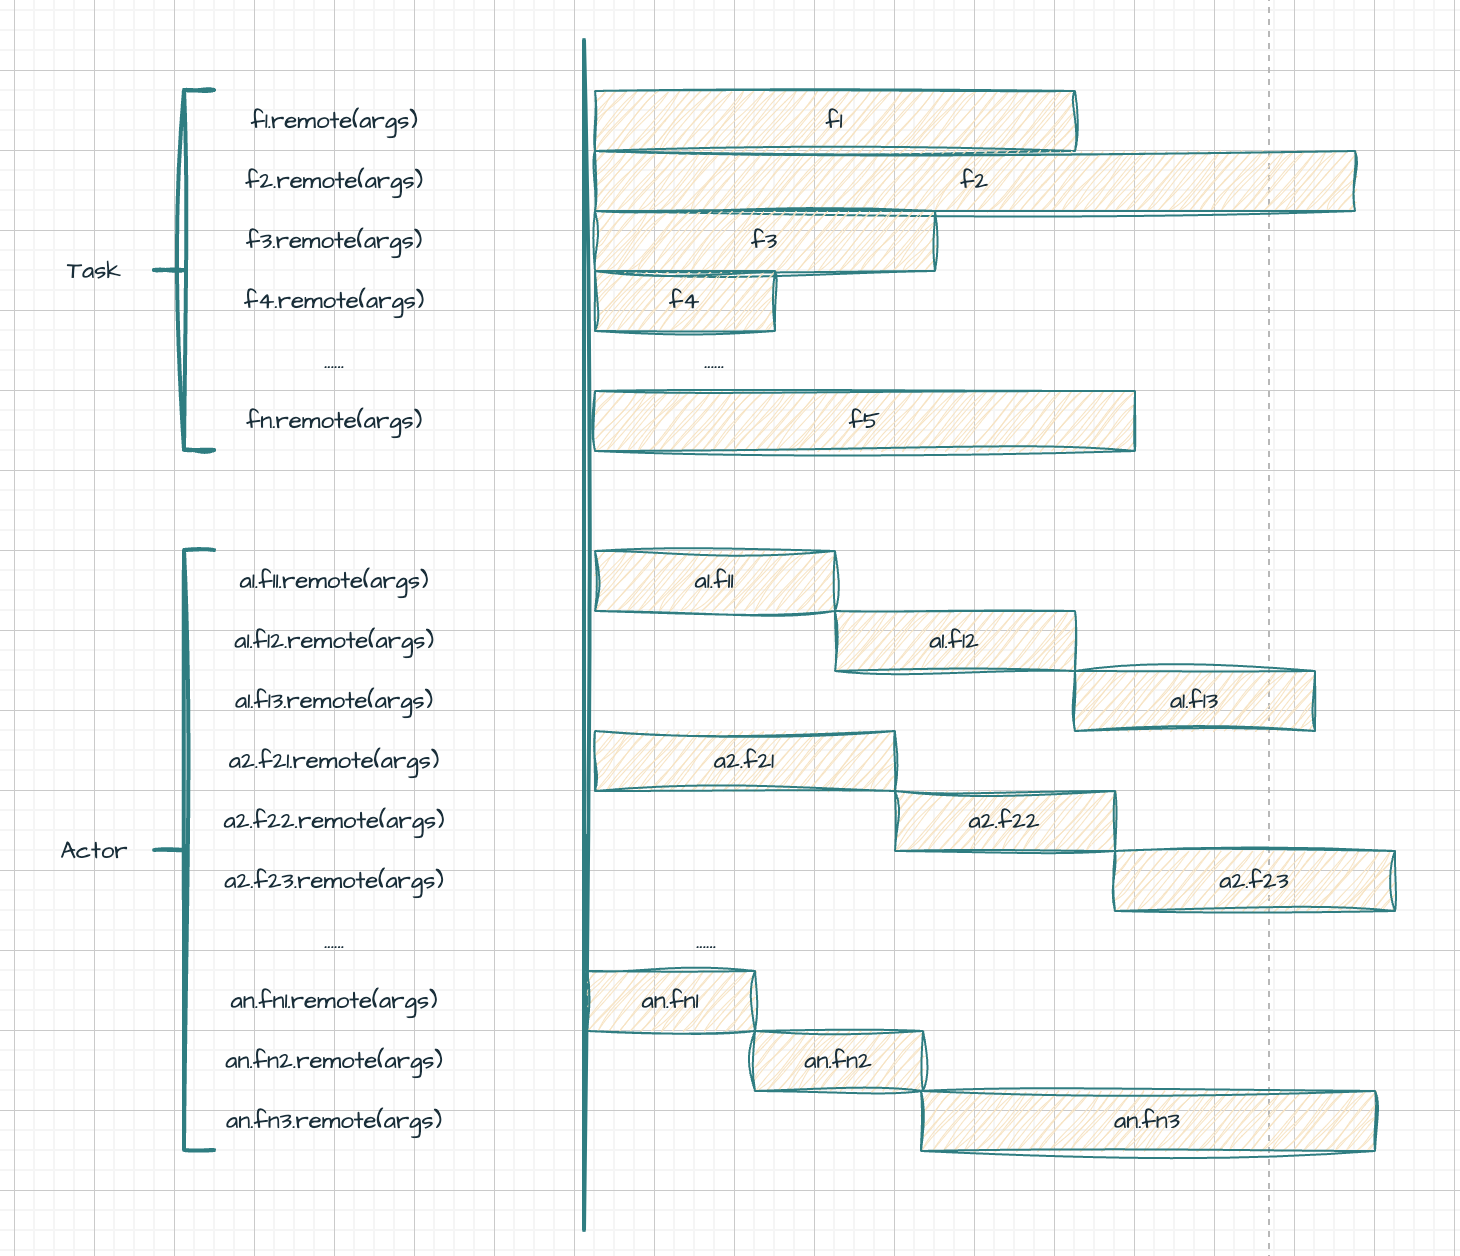 f1.remote(args)
f1
f2.remote(args)
f2
f3.remote(args)
f3
Task
f4.remote(args)
f4
......
......
fn.remote(args)
f5
a1.f11.remote(args)
a1.f11
a1.f12.remote(args)
a1.f12
a1.f13.remote(args)
a1.f13
a2.f21.remote(args)
a2.f21
a2.f22.remote(args)
a2.f22
Actor
a2.f23.remote(args)
a2.f23
......
......
an.fn1.remote(args)
an.fn1
an.fn2.remote(args)
an.fn2
an.fn3.remote(args)
an.fn3